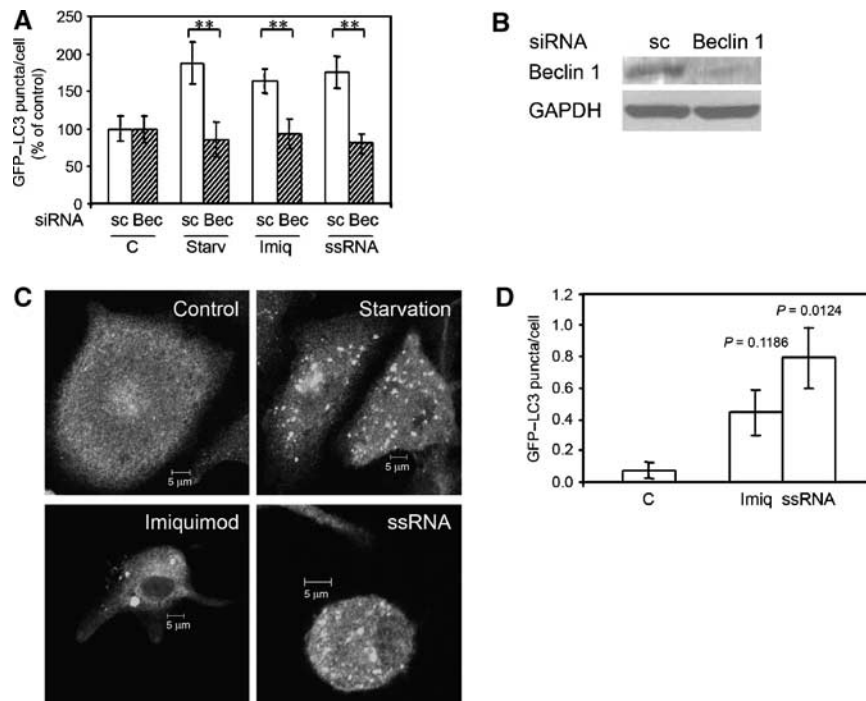 A
GFP–LC3 puncta/cell
(% of control)
250
200
150
100
50
0
** ** **
siRNA sc Bec sc Bec sc Bec sc Bec
C Starv Imiq ssRNA
B
siRNA sc Beclin 1
Beclin 1
GAPDH
C
Control
5 μm
Starvation
5 μm
Imiquimod
5 μm
ssRNA
5 μm
D
GFP–LC3 puncta/cell
1.2
1.0
0.8
0.6
0.4
0.2
0.0
P = 0.0124
P = 0.1186
C Imiq ssRNA